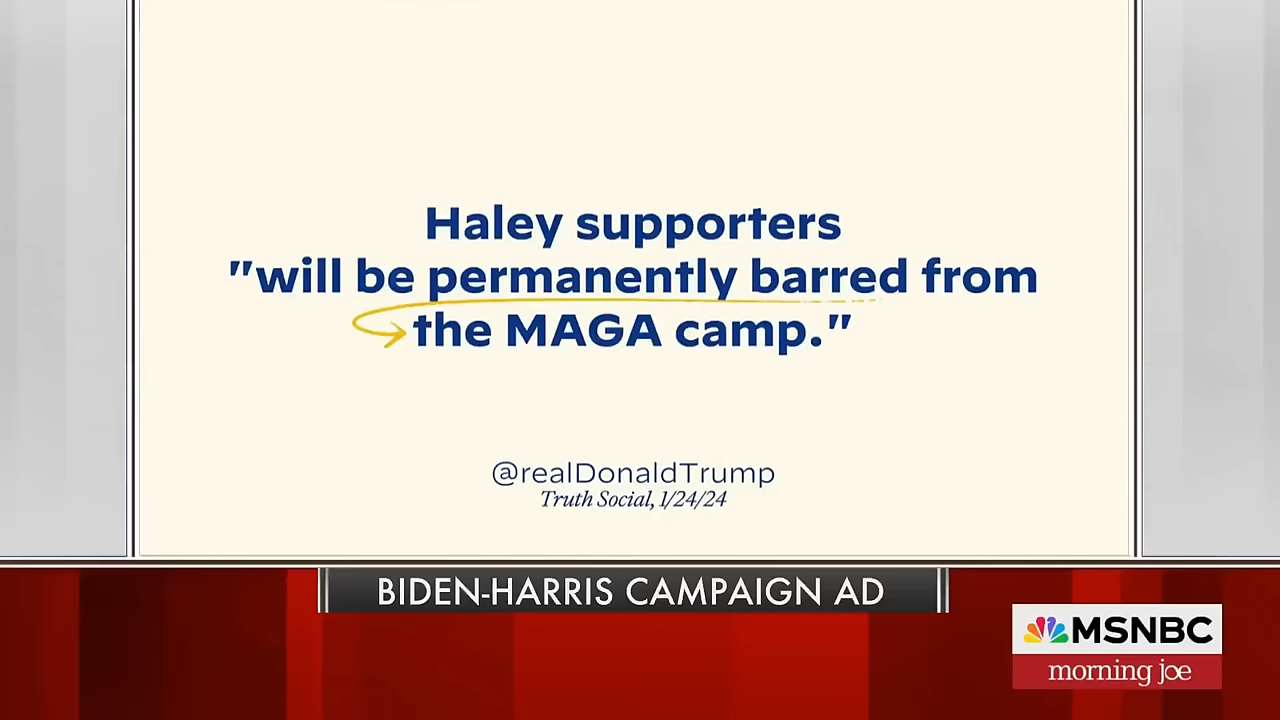 Haley supporters
"will be permanently barred from
the MAGA camp."
@realDonaldTrump
Truth Social, 1/24/24
BIDEN-HARRIS CAMPAIGN AD
MSNBC
morning joe